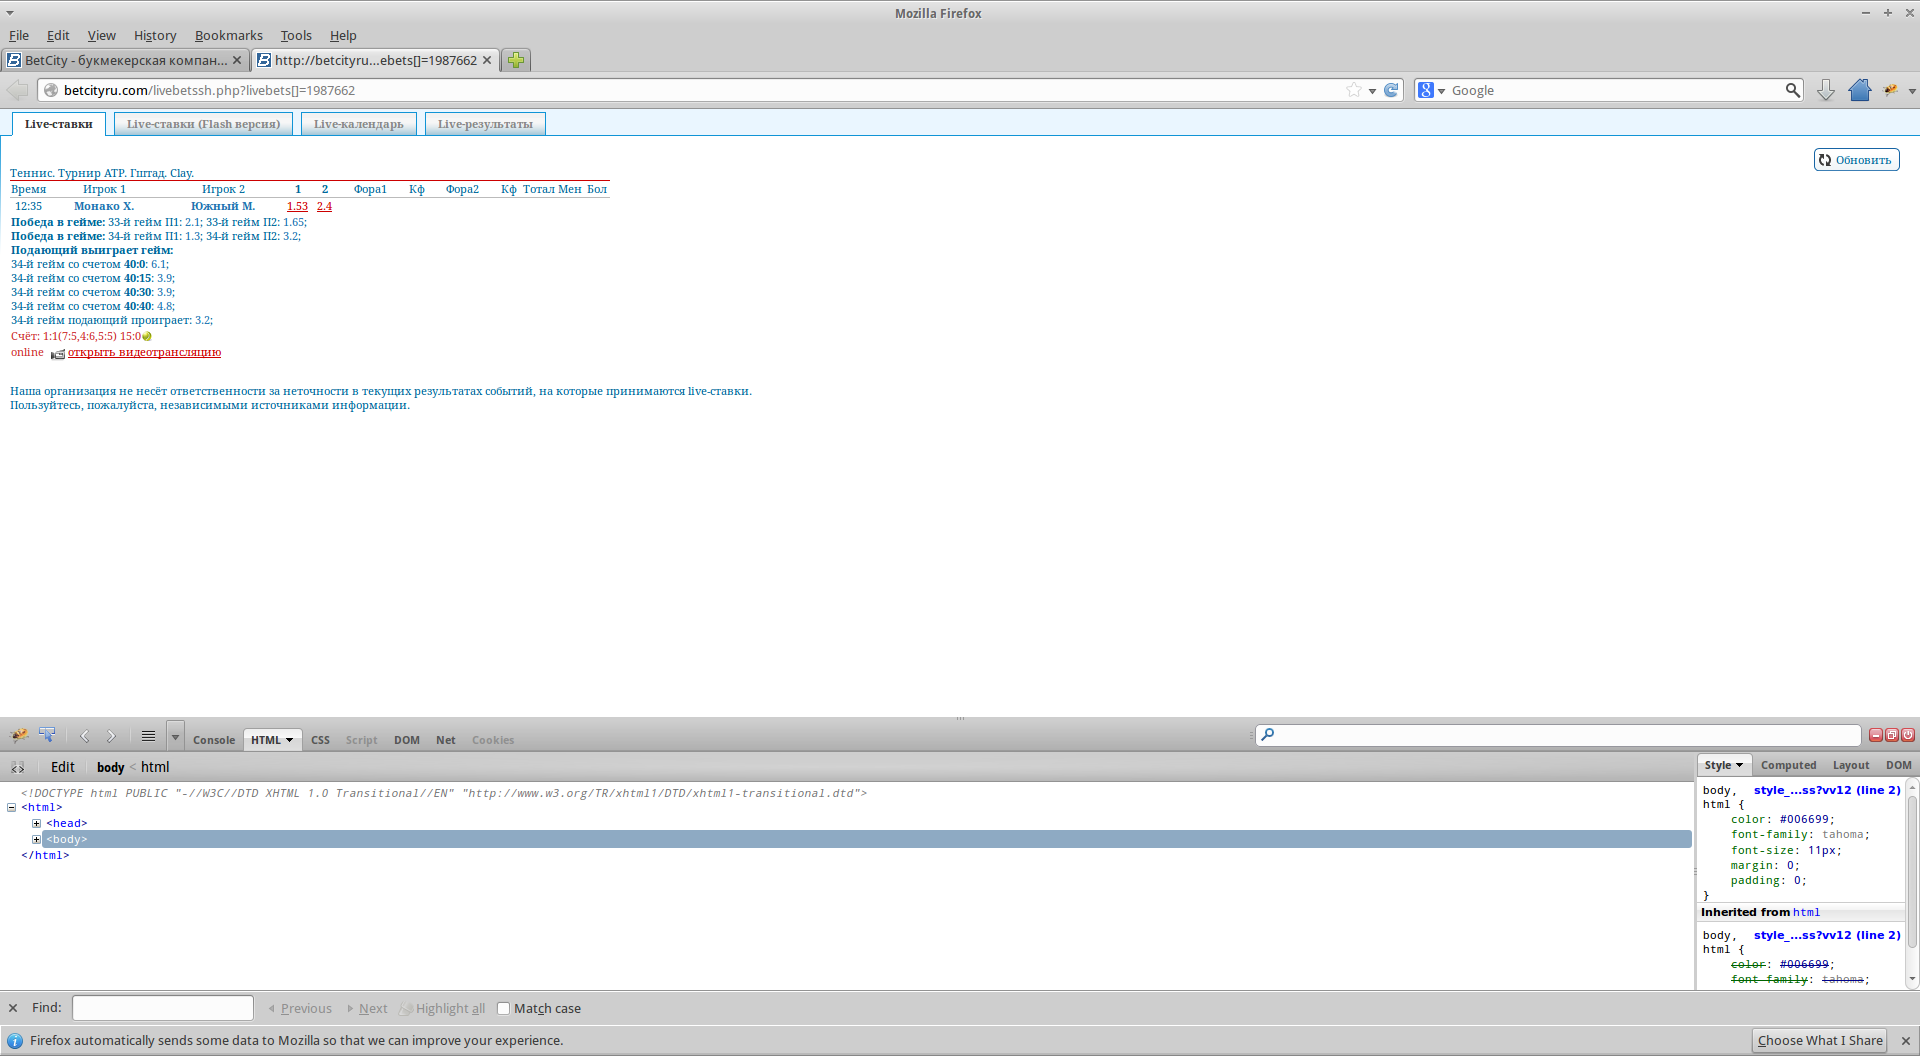 Mozilla Firefox
File Edit View History Bookmarks Tools Help
BetCity - букмекерская компан... http://betcityru...ebets[]=1987662
betcityru.com/livebetssh.php?livebets[]=1987662 Google
Live-ставки Live-ставки (Flash версия) Live-календарь Live-результаты
Обновить
Теннис. Турнир ATP. Гштад. Clay.
Время Игрок 1 Игрок 2 1 2 Фора1 Кф Фора2 Кф Тотал Мен Бол
12:35 Монако Х. Южный М. 1.53 2.4
Победа в гейме: 33-й гейм П1: 2.1; 33-й гейм П2: 1.65;
Победа в гейме: 34-й гейм П1: 1.3; 34-й гейм П2: 3.2;
Подающий выиграет гейм:
34-й гейм со счетом 40:0: 6.1;
34-й гейм со счетом 40:15: 3.9;
34-й гейм со счетом 40:30: 3.9;
34-й гейм со счетом 40:40: 4.8;
34-й гейм подающий проиграет: 3.2;
Счёт: 1:1(7:5,4:6,5:5) 15:0
online открыть видеотрансляцию
Наша организация не несёт ответственности за неточности в текущих результатах событий, на которые принимаются live-ставки.
Пользуйтесь, пожалуйста, независимыми источниками информации.
Console HTML CSS Script DOM Net Cookies
Edit body < html
<!DOCTYPE html PUBLIC "-//W3C//DTD XHTML 1.0 Transitional//EN" "http://www.w3.org/TR/xhtml1/DTD/xhtml1-transitional.dtd">
<html>
<head>
<body>
</html>
Style Computed Layout DOM
body, style_...ss?vv12 (line 2)
html {
color: #006699;
font-family: tahoma;
font-size: 11px;
margin: 0;
padding: 0;
}
Inherited from html
body, style_...ss?vv12 (line 2)
html {
color: #006699;
font-family: tahoma;
Find: Previous Next Highlight all Match case
Firefox automatically sends some data to Mozilla so that we can improve your experience. Choose What I Share